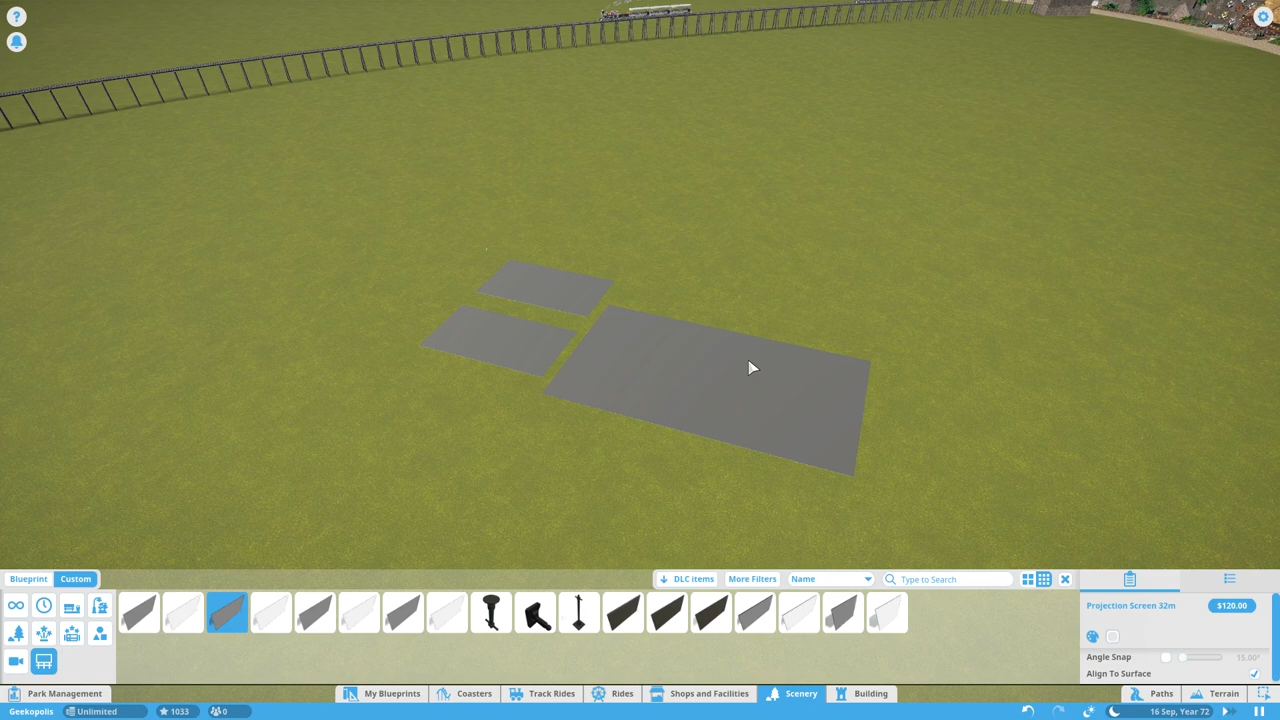 ?
Blueprint
Custom
DLC items
More Filters
Name
Type to Search
Projection Screen 32m
$120.00
Angle Snap
15.00°
Align To Surface
Park Management
My Blueprints
Coasters
Track Rides
Rides
Shops and Facilities
Scenery
Building
Paths
Terrain
Geekopolis
Unlimited
1033
0
16 Sep, Year 72